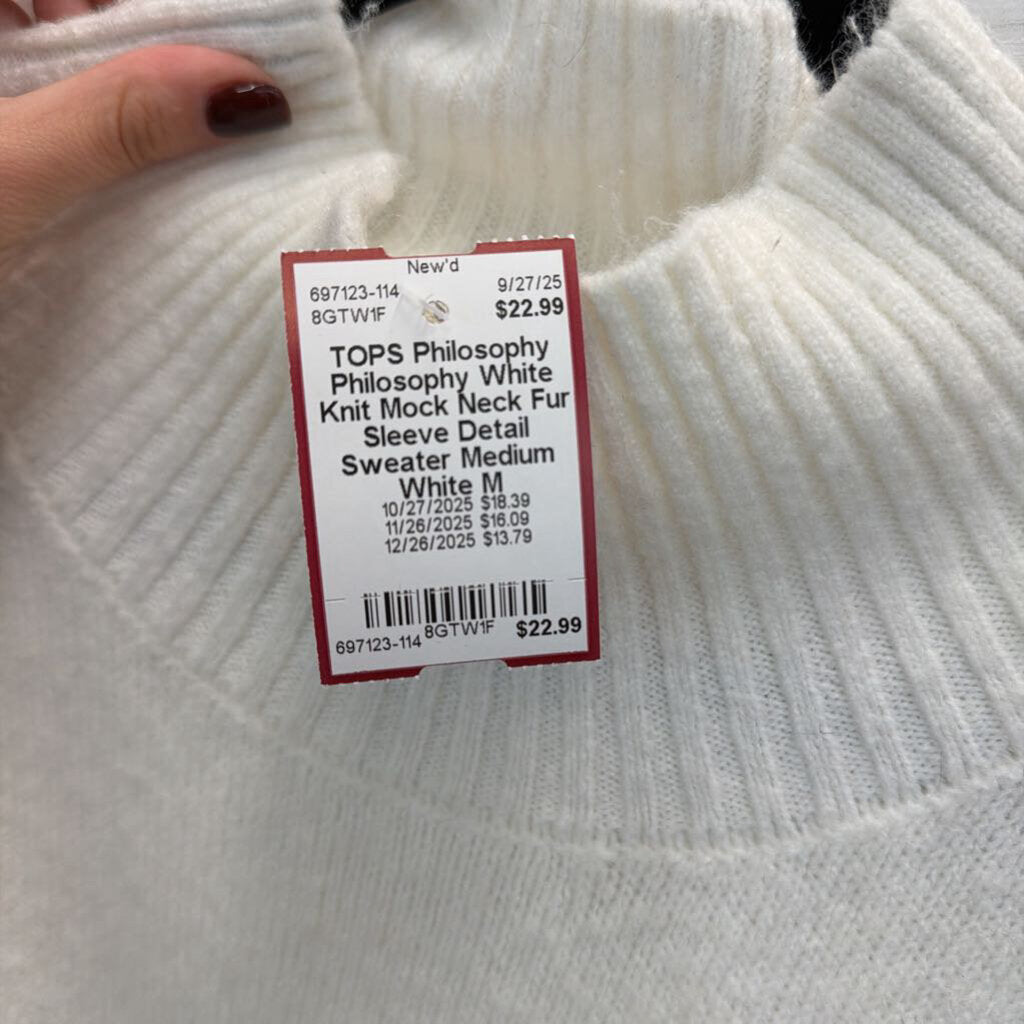 New'd
697123-114 9/27/25
8GTW1F $22.99
TOPS Philosophy
Philosophy White
Knit Mock Neck Fur
Sleeve Detail
Sweater Medium
White M
10/27/2025 $18.39
11/26/2025 $16.09
12/26/2025 $13.79
697123-114 8GTW1F $22.99